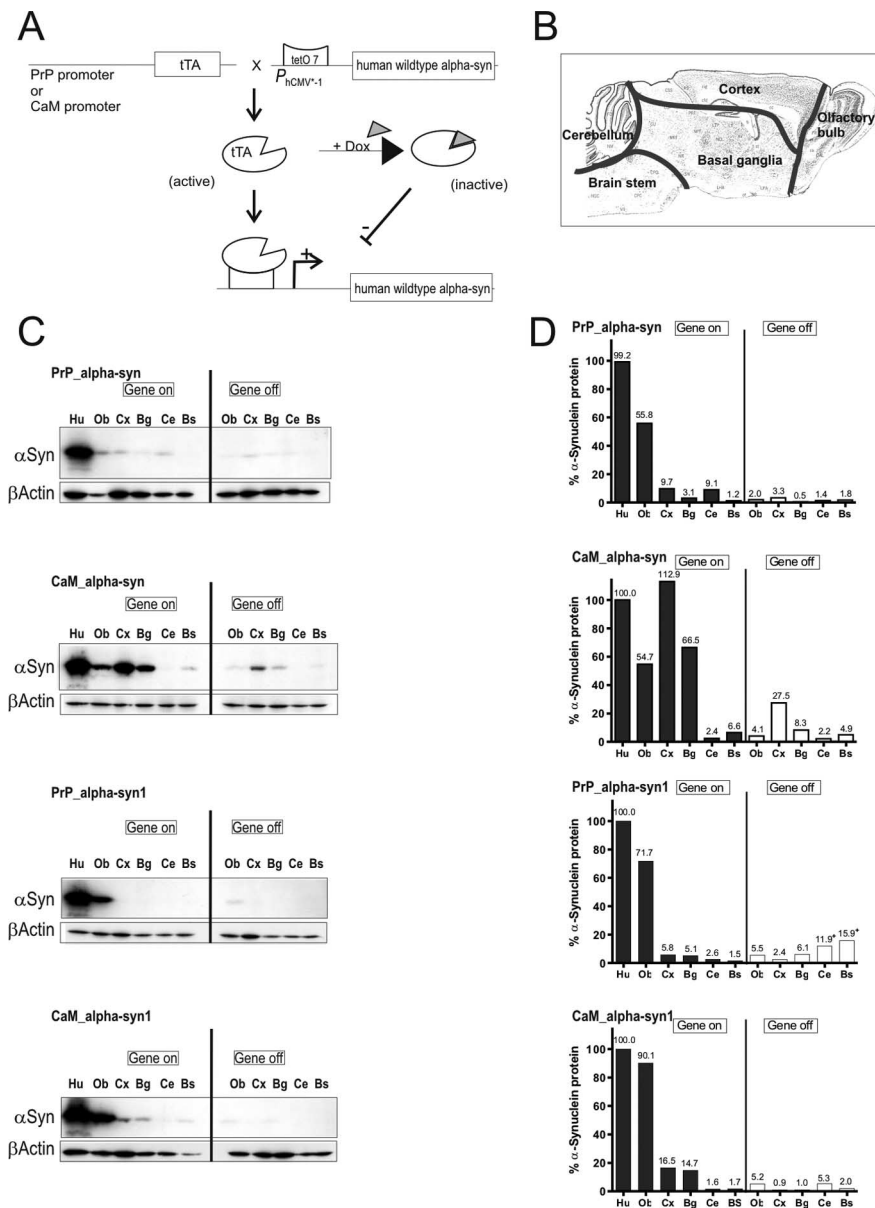 A
tTA
X
tetO 7
P hCMV*-1
human wildtype alpha-syn
PrP promoter
or
CaM promoter
tTA
(active)
+ Dox
(inactive)
-
+
human wildtype alpha-syn
B
Cortex
Olfactory
bulb
Cerebellum
Basal ganglia
Brain stem
C
PrP_alpha-syn
Gene on Gene off
Hu Ob Cx Bg Ce Bs Ob Cx Bg Ce Bs
αSyn
βActin
CaM_alpha-syn
Gene on Gene off
Hu Ob Cx Bg Ce Bs Ob Cx Bg Ce Bs
αSyn
βActin
PrP_alpha-syn1
Gene on Gene off
Hu Ob Cx Bg Ce Bs Ob Cx Bg Ce Bs
αSyn
βActin
CaM_alpha-syn1
Gene on Gene off
Hu Ob Cx Bg Ce Bs Ob Cx Bg Ce Bs
αSyn
βActin
D
PrP_alpha-syn Gene on Gene off
% α-Synuclein protein
100
80
60
40
20
0
99.2 55.8 9.7 3.1 9.1 1.2 2.0 3.3 0.5 1.4 1.8
Hu Ob Cx Bg Ce Bs Ob Cx Bg Ce Bs
CaM_alpha-syn Gene on Gene off
% α-Synuclein protein
100
80
60
40
20
0
100.0 54.7 112.9 66.5 2.4 6.6 4.1 27.5 8.3 2.2 4.9
Hu Ob Cx Bg Ce Bs Ob Cx Bg Ce Bs
PrP_alpha-syn1 Gene on Gene off
% α-Synuclein protein
100
80
60
40
20
0
100.0 71.7 5.8 5.1 2.6 1.5 5.5 2.4 6.1 11.9* 15.9*
Hu Ob Cx Bg Ce Bs Ob Cx Bg Ce Bs
CaM_alpha-syn1
Gene on Gene off
% α-Synuclein protein
100
80
60
40
20
0
100.0 90.1 16.5 14.7 1.6 1.7 5.2 0.9 1.0 5.3 2.0
Hu Ob Cx Bg Ce BS Ob Cx Bg Ce Bs